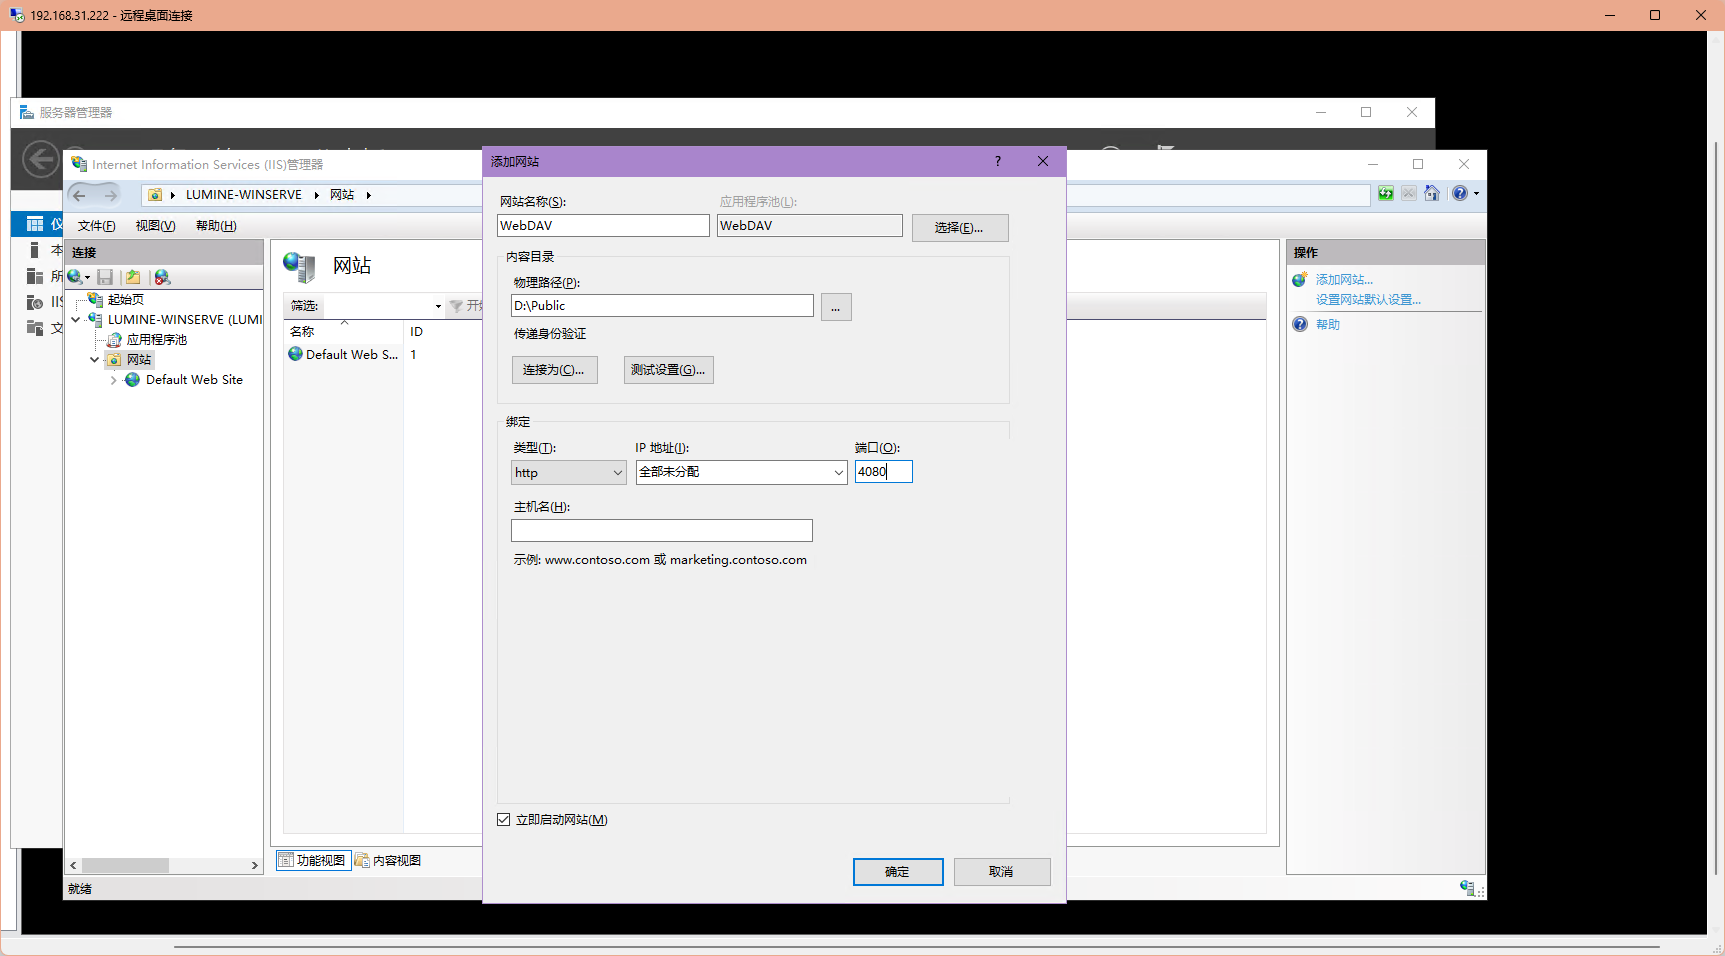 192.168.31.222 - 远程桌面连接
服务器管理器
Internet Information Services (IIS)管理器
LUMINE-WINSERVE
网站
文件(F)
视图(V)
帮助(H)
连接
起始页
LUMINE-WINSERVE (LUMI
应用程序池
网站
Default Web Site
就绪
网站
筛选:
名称
ID
Default Web S...
1
功能视图
内容视图
添加网站
?
网站名称(S):
应用程序池(L):
WebDAV
WebDAV
选择(E)...
内容目录
物理路径(P):
D:\Public
...
传递身份验证
连接为(C)...
测试设置(G)...
绑定
类型(T):
IP 地址(I):
端口(O):
http
全部未分配
4080
主机名(H):
示例: www.contoso.com 或 marketing.contoso.com
立即启动网站(M)
确定
取消
操作
添加网站...
设置网站默认设置...
帮助